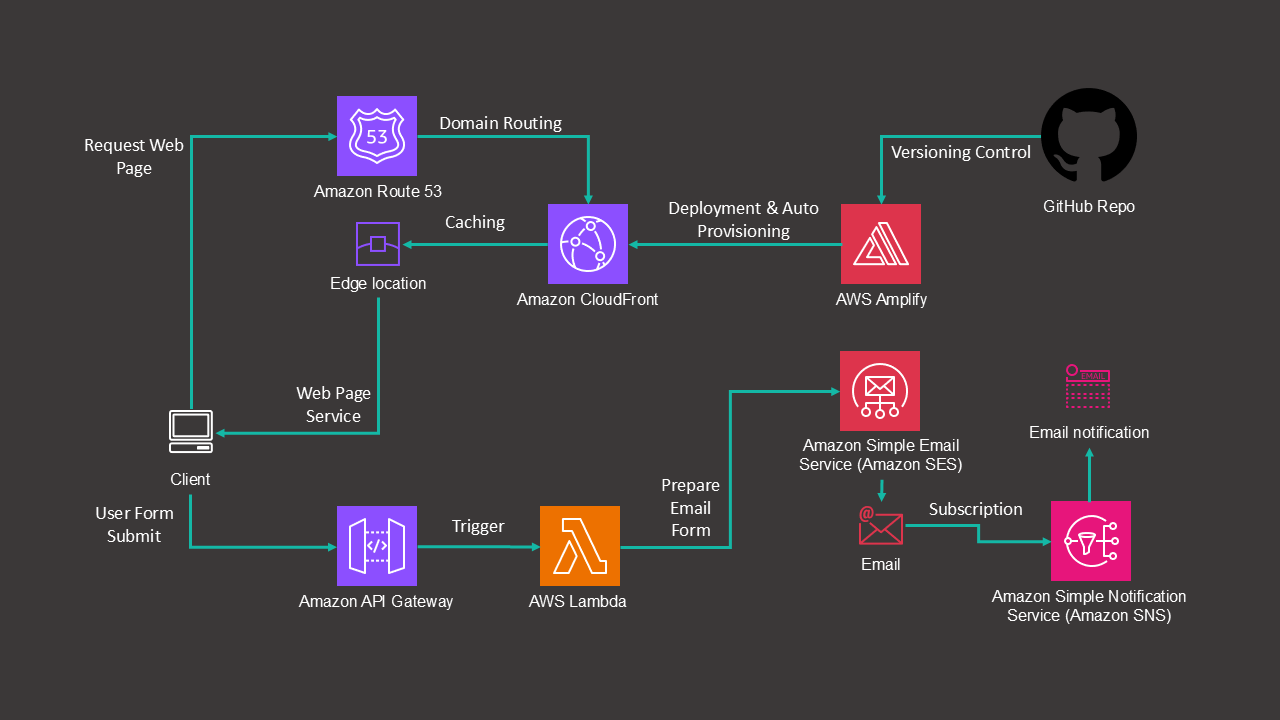 53
Domain Routing
Request Web
Page
Versioning Control
Amazon Route 53
GitHub Repo
Caching
Deployment & Auto
Provisioning
Edge location
Amazon CloudFront
AWS Amplify
EMAIL
Web Page
Service
Email notification
Amazon Simple Email
Service (Amazon SES)
Client
User Form
Submit
Prepare
Email
Form
Trigger
@
Subscription
</>
Email
Amazon API Gateway
AWS Lambda
Amazon Simple Notification
Service (Amazon SNS)